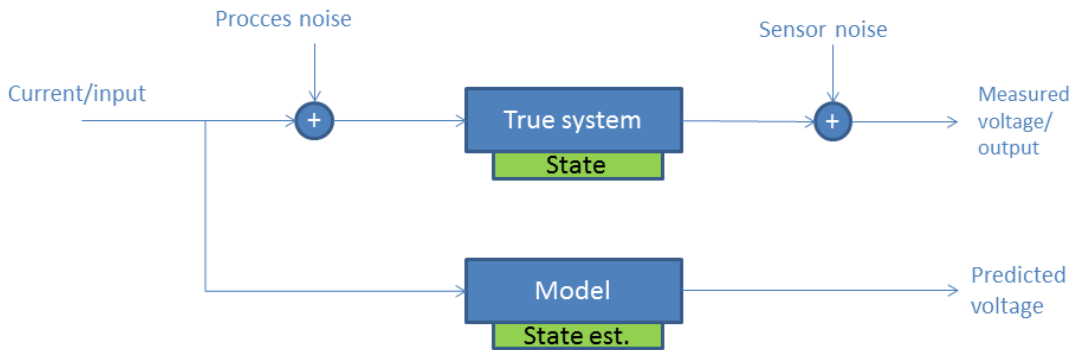 Procces noise
Sensor noise
Current/input
+
True system
+
Measured
voltage/
output
State
Model
Predicted
voltage
State est.